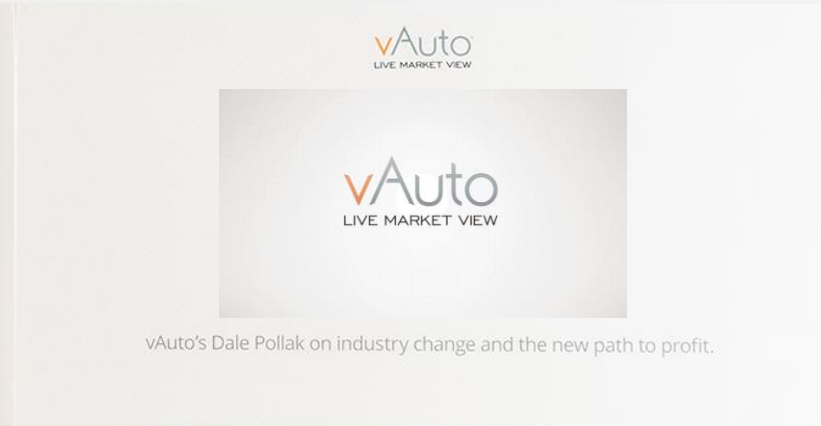 vAuto
LIVE MARKET VIEW
vAuto
LIVE MARKET VIEW
vAuto's Dale Pollak on industry change and the new path to profit.